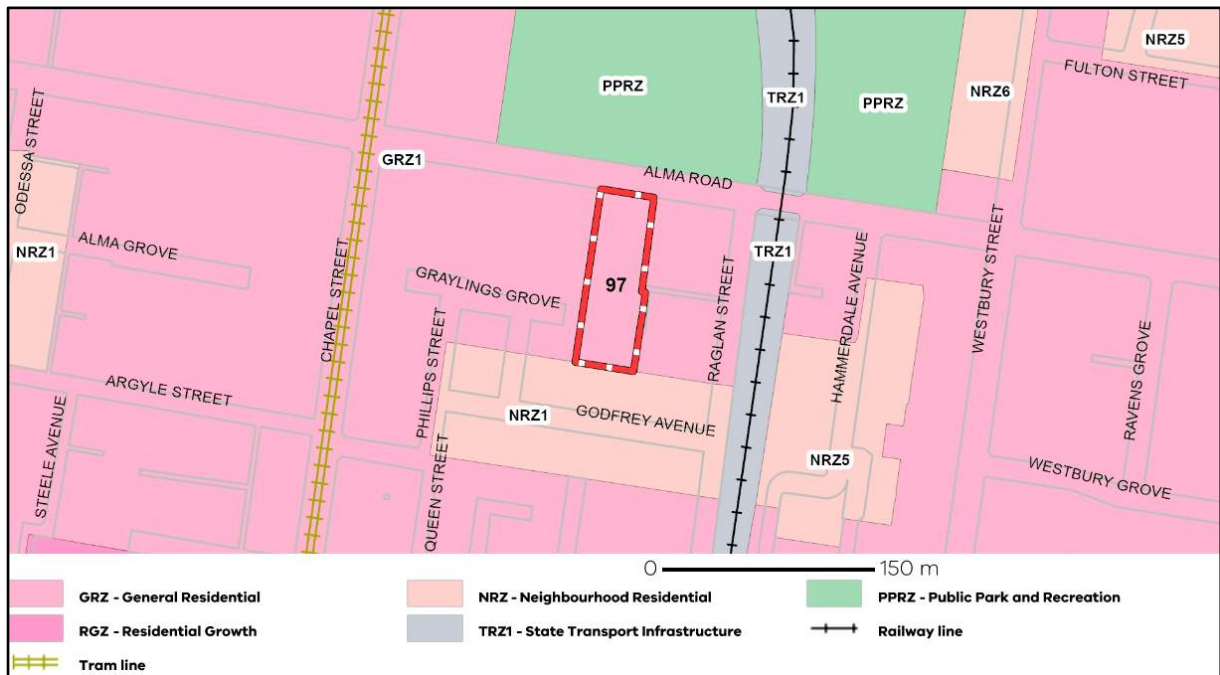 NRZ5
FULTON STREET
PPRZ
TRZ1
PPRZ
NRZ6
ODESSA STREET
GRZ1
ALMA ROAD
NRZ1
ALMA GROVE
CHAPEL STREET
GRAYLINGS GROVE
97
TRZ1
RAGLAN STREET
HAMMERDALE AVENUE
WESTBURY STREET
PHILLIPS STREET
RAVENS GROVE
ARGYLE STREET
STEELE AVENUE
NRZ1
GODFREY AVENUE
QUEEN STREET
NRZ5
WESTBURY GROVE
0 150 m
GRZ - General Residential
NRZ - Neighbourhood Residential
PPRZ - Public Park and Recreation
RGZ - Residential Growth
TRZ1 - State Transport Infrastructure
Railway line
Tram line